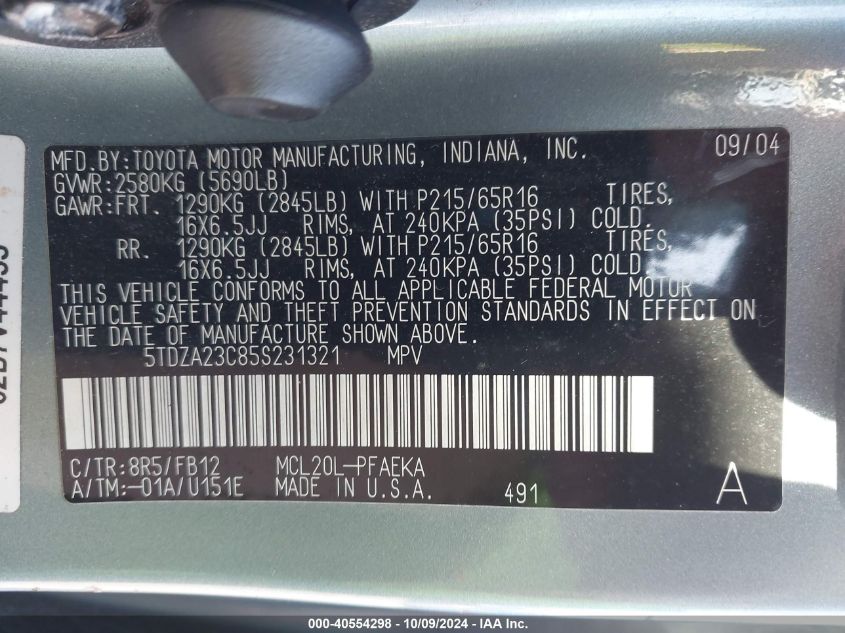 MFD.BY:TOYOTA MOTOR MANUFACTURING, INDIANA, INC. 09/04
GVWR:2580KG (5690LB)
GAWR:FRT. 1290KG (2845LB) WITH P215/65R16 TIRES,
16X6.5JJ RIMS, AT 240KPA (35PSI) COLD.
RR. 1290KG (2845LB) WITH P215/65R16 TIRES,
16X6.5JJ RIMS, AT 240KPA (35PSI) COLD.
THIS VEHICLE CONFORMS TO ALL APPLICABLE FEDERAL MOTOR
VEHICLE SAFETY AND THEFT PREVENTION STANDARDS IN EFFECT ON
THE DATE OF MANUFACTURE SHOWN ABOVE.
5TDZA23C85S231321 MPV
C/TR:8R5/FB12 MCL20L-PFAEKA
A/TM:-01A/U151E MADE IN U.S.A. 491 A
000-40554298 - 10/09/2024 - IAA Inc.